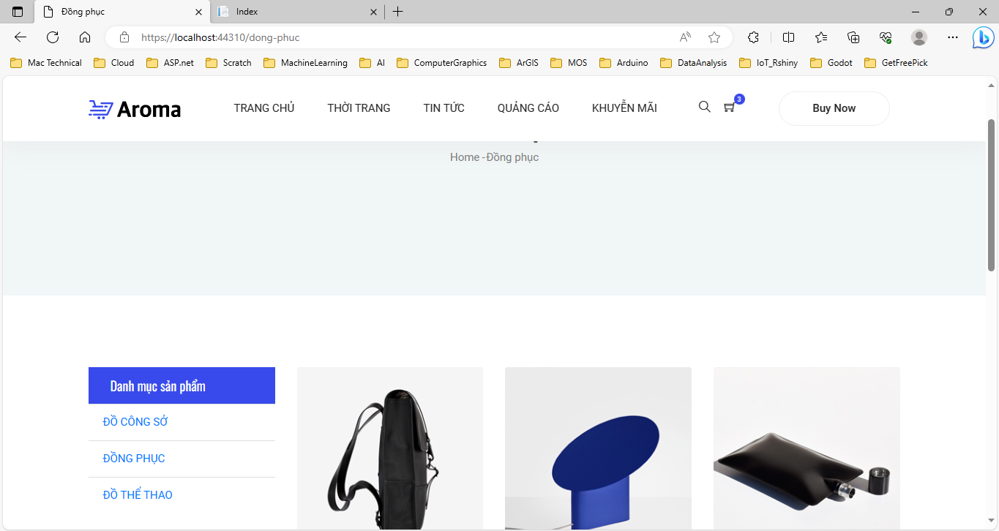 Đồng phục
Index
https://localhost:44310/dong-phuc
Mac Technical
Cloud
ASP.net
Scratch
MachineLearning
AI
ComputerGraphics
ArGIS
MOS
Arduino
DataAnalysis
IoT_Rshiny
Godot
GetFreePick
Aroma
TRANG CHỦ
THỜI TRANG
TIN TỨC
QUẢNG CÁO
KHUYỄN MÃI
3
Buy Now
Home -Đồng phục
Danh mục sản phẩm
ĐỒ CÔNG SỞ
ĐỒNG PHỤC
ĐỒ THỂ THAO